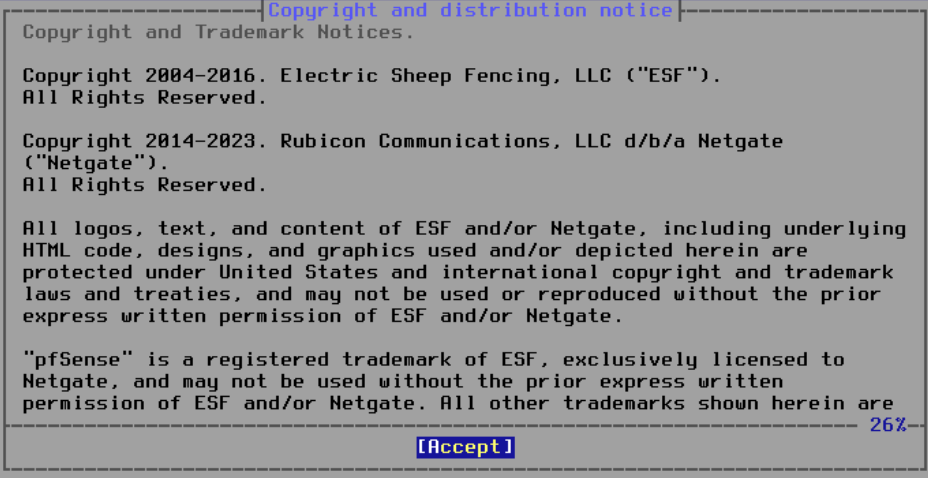 Copyright and distribution notice
Copyright and Trademark Notices.
Copyright 2004-2016. Electric Sheep Fencing, LLC ("ESF").
All Rights Reserved.
Copyright 2014-2023. Rubicon Communications, LLC d/b/a Netgate
("Netgate").
All Rights Reserved.
All logos, text, and content of ESF and/or Netgate, including underlying
HTML code, designs, and graphics used and/or depicted herein are
protected under United States and international copyright and trademark
laws and treaties, and may not be used or reproduced without the prior
express written permission of ESF and/or Netgate.
"pfSense" is a registered trademark of ESF, exclusively licensed to
Netgate, and may not be used without the prior express written
permission of ESF and/or Netgate. All other trademarks shown herein are
26%
[Accept]